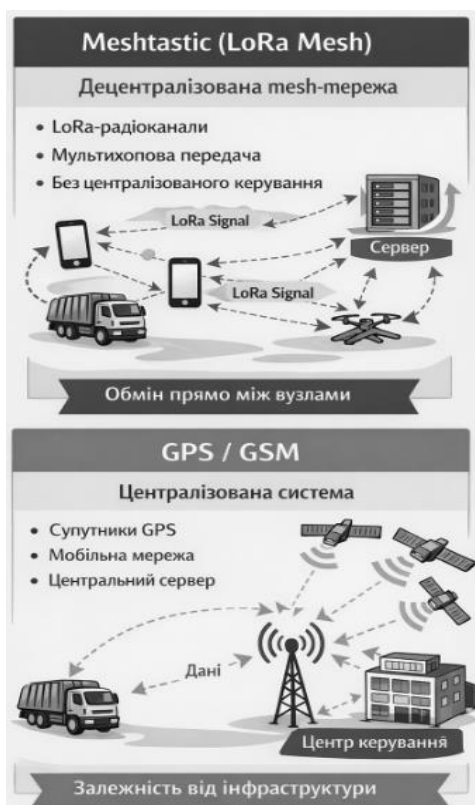 Meshtastic (LoRa Mesh)
Децентралізована mesh-мережа
• LoRa-радіоканали
• Мультихопова передача
• Без централізованого керування
LoRa Signal
Сервер
LoRa Signal
Обмін прямо між вузлами
GPS / GSM
Централізована система
• Супутники GPS
• Мобільна мережа
• Центральний сервер
Дані
Центр керування
Залежність від інфраструктури